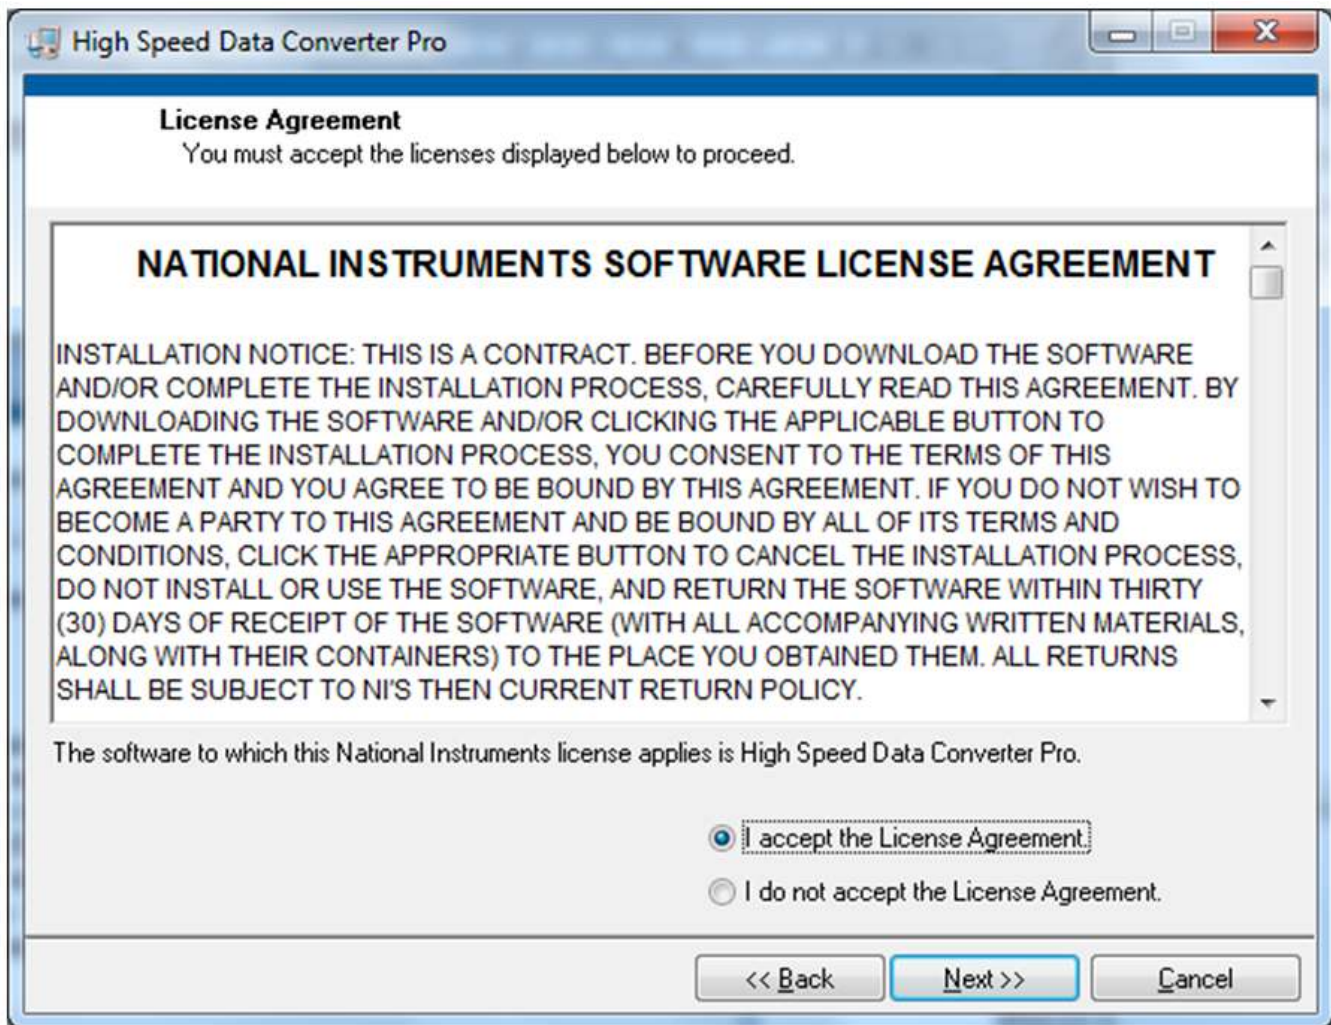 High Speed Data Converter Pro
License Agreement
You must accept the licenses displayed below to proceed.
NATIONAL INSTRUMENTS SOFTWARE LICENSE AGREEMENT
INSTALLATION NOTICE: THIS IS A CONTRACT. BEFORE YOU DOWNLOAD THE SOFTWARE
AND/OR COMPLETE THE INSTALLATION PROCESS, CAREFULLY READ THIS AGREEMENT. BY
DOWNLOADING THE SOFTWARE AND/OR CLICKING THE APPLICABLE BUTTON TO
COMPLETE THE INSTALLATION PROCESS, YOU CONSENT TO THE TERMS OF THIS
AGREEMENT AND YOU AGREE TO BE BOUND BY THIS AGREEMENT. IF YOU DO NOT WISH TO
BECOME A PARTY TO THIS AGREEMENT AND BE BOUND BY ALL OF ITS TERMS AND
CONDITIONS, CLICK THE APPROPRIATE BUTTON TO CANCEL THE INSTALLATION PROCESS,
DO NOT INSTALL OR USE THE SOFTWARE, AND RETURN THE SOFTWARE WITHIN THIRTY
(30) DAYS OF RECEIPT OF THE SOFTWARE (WITH ALL ACCOMPANYING WRITTEN MATERIALS,
ALONG WITH THEIR CONTAINERS) TO THE PLACE YOU OBTAINED THEM. ALL RETURNS
SHALL BE SUBJECT TO NI'S THEN CURRENT RETURN POLICY.
The software to which this National Instruments license applies is High Speed Data Converter Pro.
I accept the License Agreement.
I do not accept the License Agreement.
<< Back Next >> Cancel